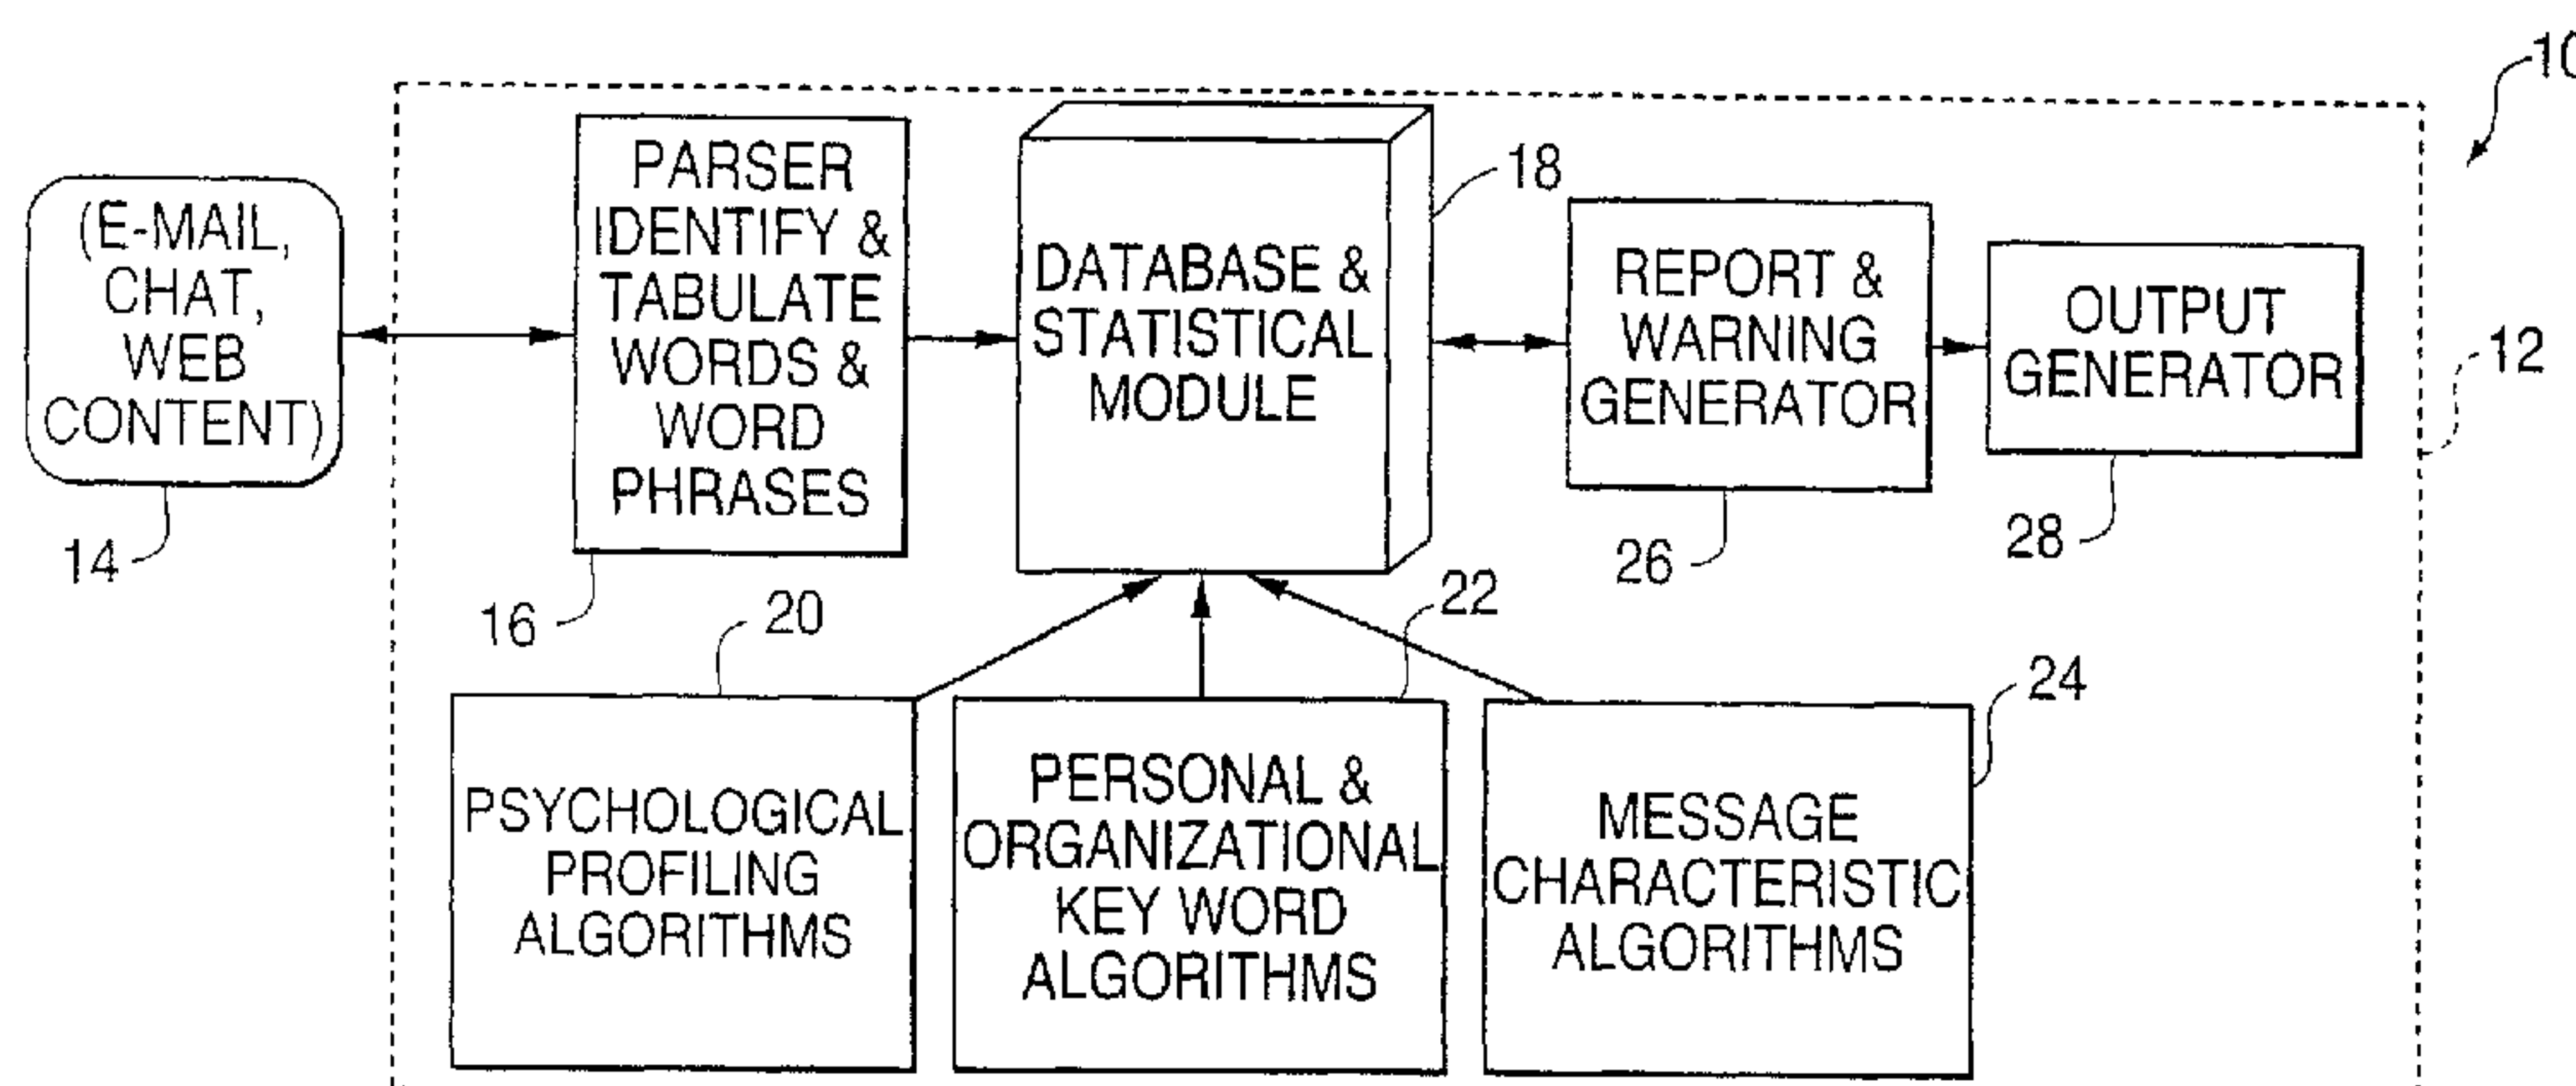 10
(E-MAIL,
CHAT,
WEB
CONTENT)
14
PARSER
IDENTIFY &
TABULATE
WORDS &
WORD
PHRASES
16
DATABASE &
STATISTICAL
MODULE
18
REPORT &
WARNING
GENERATOR
26
OUTPUT
GENERATOR
28
12
20
PSYCHOLOGICAL
PROFILING
ALGORITHMS
22
PERSONAL &
ORGANIZATIONAL
KEY WORD
ALGORITHMS
24
MESSAGE
CHARACTERISTIC
ALGORITHMS